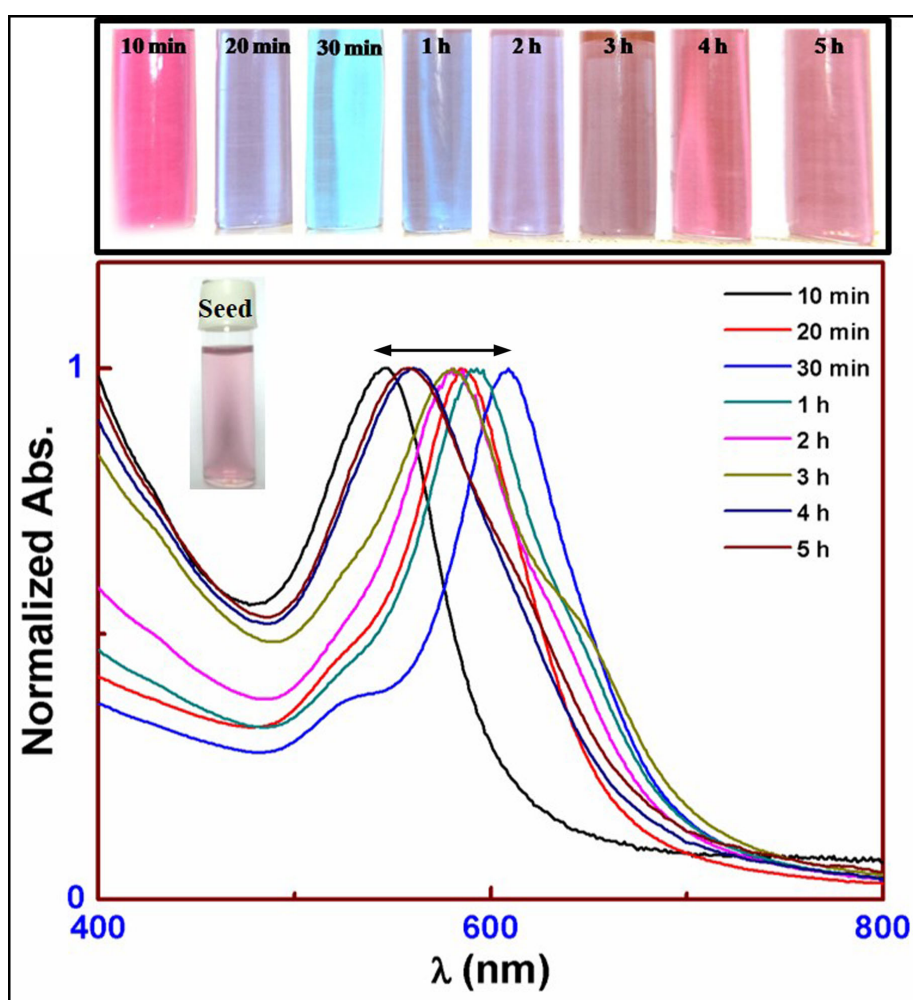 10 min 20 min 30 min 1 h 2 h 3 h 4 h 5 h
Seed
10 min
20 min
30 min
1 h
2 h
3 h
4 h
5 h
1
Normalized Abs.
0
400 600 800
λ (nm)